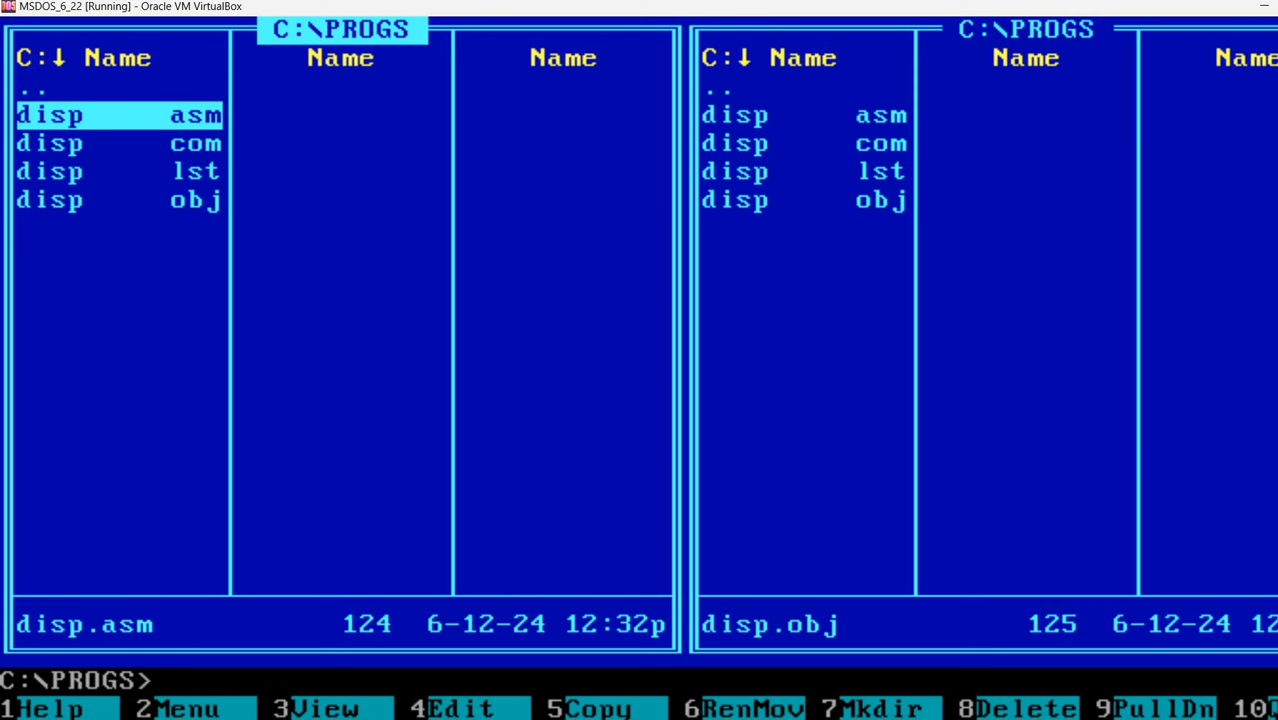 MSDOS_6_22 [Running] - Oracle VM VirtualBox
C:\PROGS
C:\PROGS
C:↓ Name Name Name
C:↓ Name Name Name
..
disp asm
disp com
disp lst
disp obj
..
disp asm
disp com
disp lst
disp obj
disp.asm 124 6-12-24 12:32p
disp.obj 125 6-12-24 12
C:\PROGS>
1Help 2Menu 3View 4Edit 5Copy 6RenMov 7Mkdir 8Delete 9PullDn 10